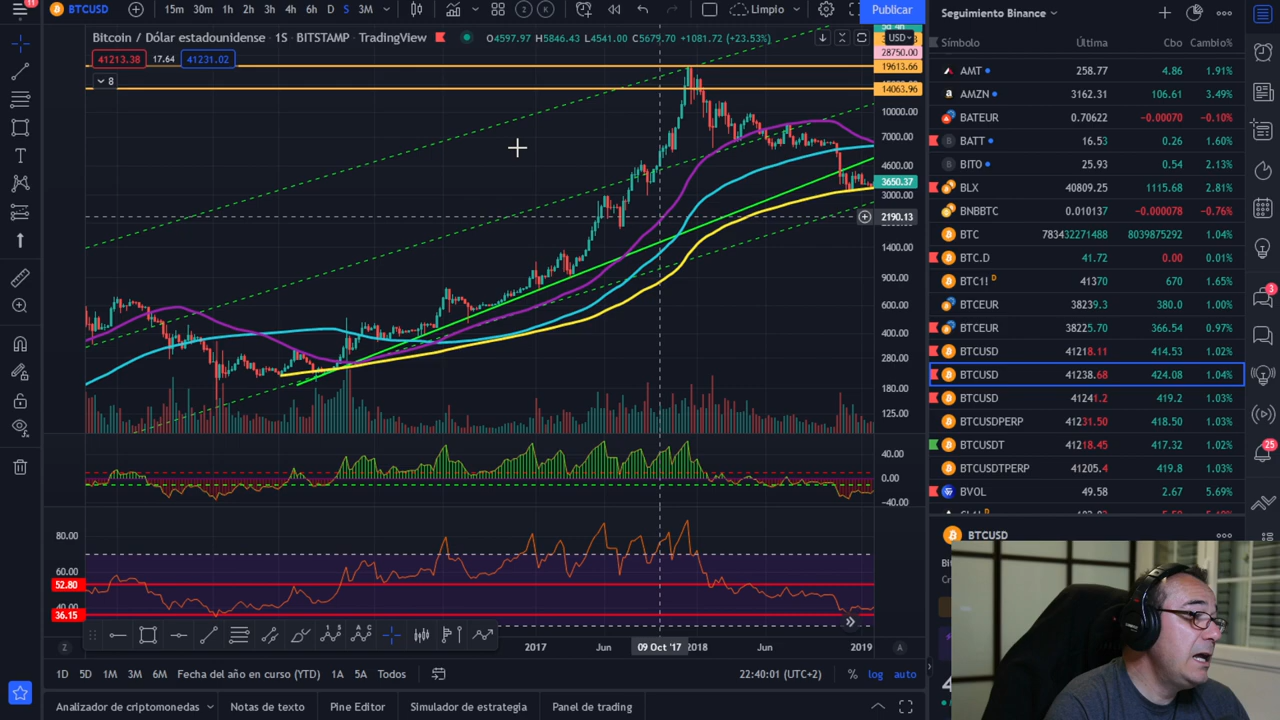 11
BTCUSD
15m 30m 1h 2h 3h 4h 6h D S 3M
2 K
Limpio
Publicar
Bitcoin / Dólar estadounidense · 1S · BITSTAMP · TradingView
O4597.97 H5846.43 L4541.00 C5679.70 +1081.72 (+23.53%)
USD
41213.38 17.64 41231.02
8
28750.00
19613.66
14063.96
10000.00
7000.00
4600.00
3650.37
3000.00
2190.13
1400.00
900.00
600.00
400.00
280.00
180.00
125.00
40.00
0.00
-40.00
80.00
60.00
52.80
40.00
36.15
2017 Jun 09 Oct '17 2018 Jun 2019
Z
A
1D 5D 1M 3M 6M Fecha del año en curso (YTD) 1A 5A Todos
22:40:01 (UTC+2)
% log auto
Analizador de criptomonedas Notas de texto Pine Editor Simulador de estrategia Panel de trading
Seguimiento Binance
Símbolo Última Cbo Cambio%
AMT 258.77 4.86 1.91%
AMZN 3162.31 106.61 3.49%
BATEUR 0.70622 -0.00070 -0.10%
BATT 16.53 0.26 1.60%
BITO 25.93 0.54 2.13%
BLX 40809.25 1115.68 2.81%
BNBBTC 0.010137 -0.000078 -0.76%
BTC 783432271488 8039875292 1.04%
BTC.D 41.72 0.00 0.01%
BTC1! D 41370 670 1.65%
BTCEUR 38239.3 380.0 1.00%
BTCEUR 38225.70 366.54 0.97%
BTCUSD 41218.11 414.53 1.02%
BTCUSD 41238.68 424.08 1.04%
BTCUSD 41241.2 419.2 1.03%
BTCUSDPERP 41231.50 418.50 1.03%
BTCUSDT 41218.45 417.32 1.02%
BTCUSDTPERP 41205.4 419.8 1.03%
BVOL 49.58 2.67 5.69%
BTCUSD
3
25